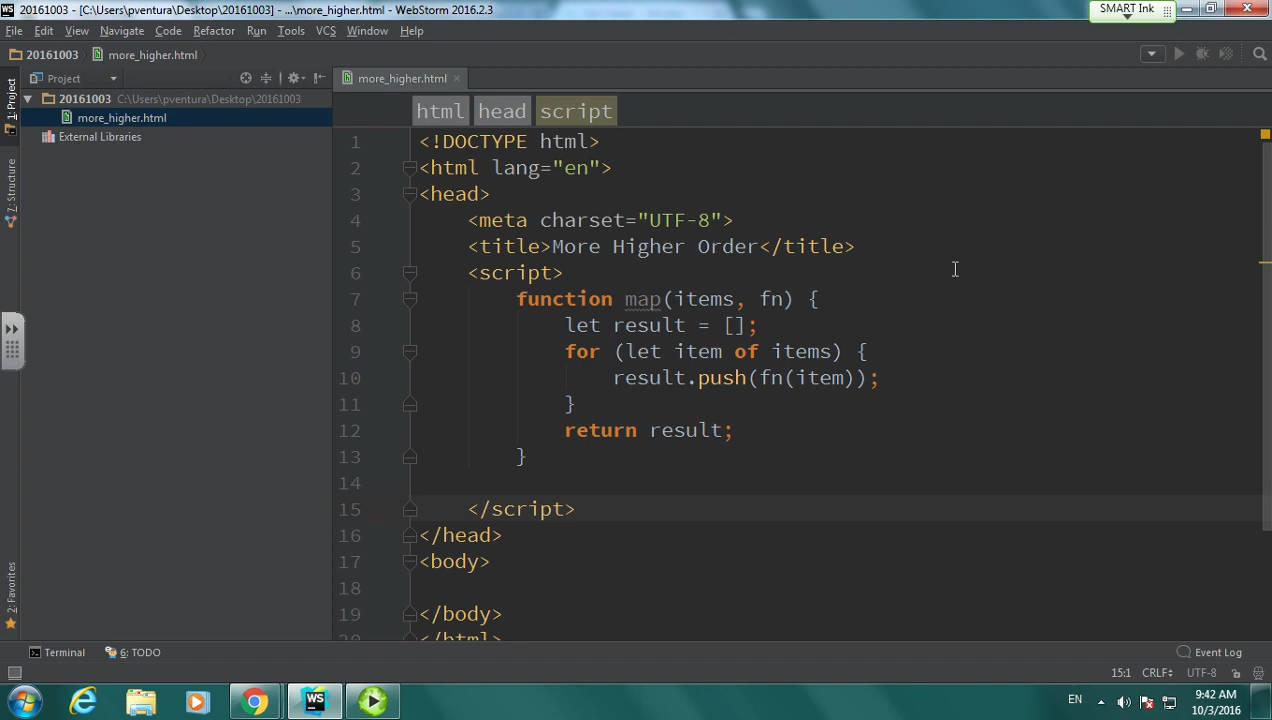 20161003 - [C:\Users\pventura\Desktop\20161003] - ...\more_higher.html - WebStorm 2016.2.3
SMART Ink
File Edit View Navigate Code Refactor Run Tools VCS Window Help
20161003 more_higher.html
Project
more_higher.html
1: Project
7: Structure
2: Favorites
20161003 C:\Users\pventura\Desktop\20161003
more_higher.html
External Libraries
html head script
1 <!DOCTYPE html>
2 <html lang="en">
3 <head>
4 <meta charset="UTF-8">
5 <title>More Higher Order</title>
6 <script>
7 function map(items, fn) {
8 let result = [];
9 for (let item of items) {
10 result.push(fn(item));
11 }
12 return result;
13 }
14
15 </script>
16 </head>
17 <body>
18
19 </body>
20 </html>
Terminal 6: TODO Event Log
15:1 CRLF UTF-8
WS
EN
9:42 AM
10/3/2016